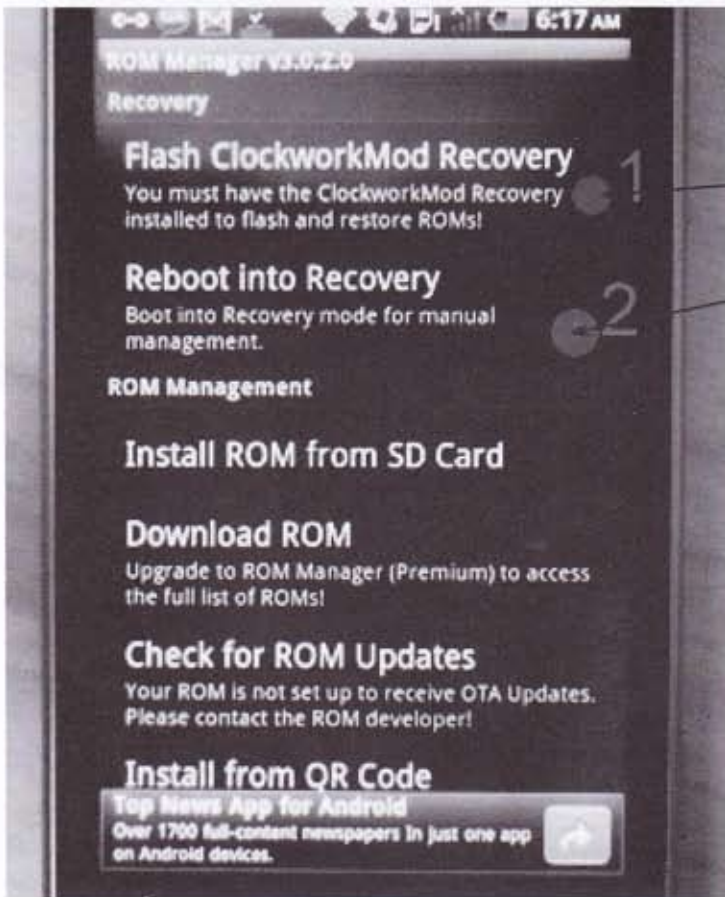 6:17 AM
ROM Manager v3.0.2.0
Recovery
Flash ClockworkMod Recovery
1
You must have the ClockworkMod Recovery
installed to flash and restore ROMs!
Reboot into Recovery
2
Boot into Recovery mode for manual
management.
ROM Management
Install ROM from SD Card
Download ROM
Upgrade to ROM Manager (Premium) to access
the full list of ROMs!
Check for ROM Updates
Your ROM is not set up to receive OTA Updates.
Please contact the ROM developer!
Install from QR Code
Top News App for Android
Over 1700 full-content newspapers in just one app
on Android devices.